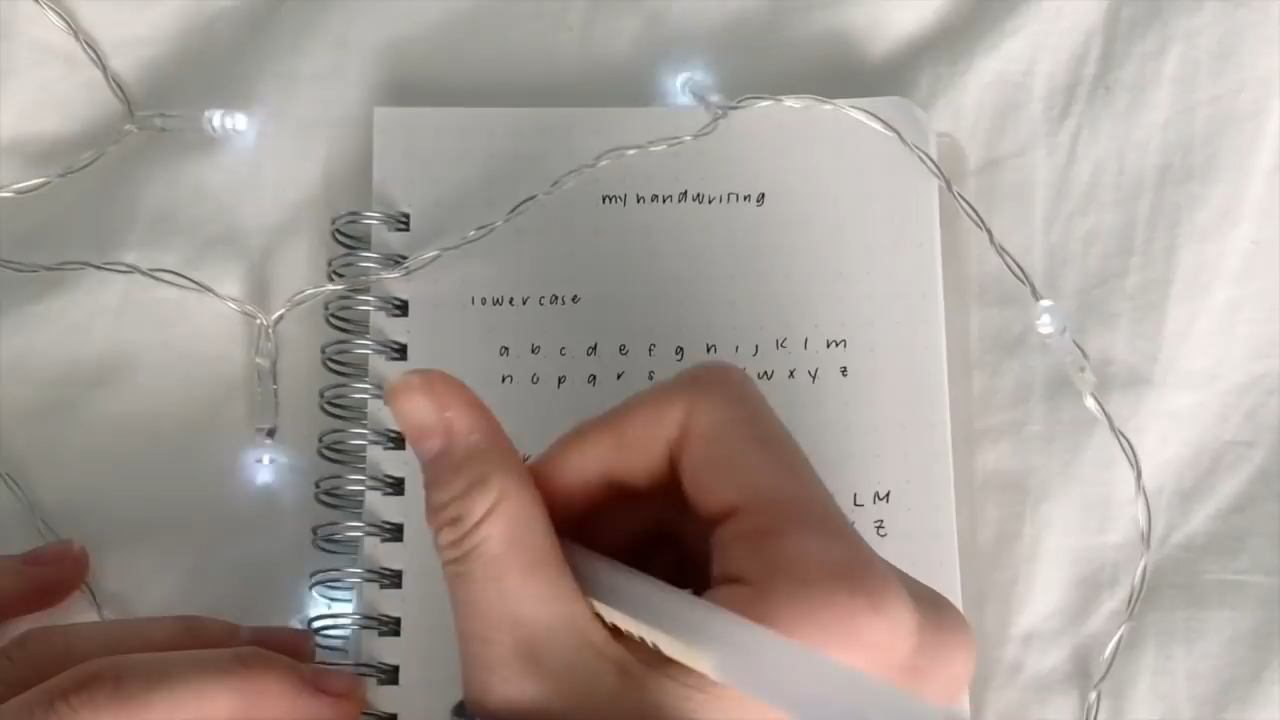 my handwriting
lowercase
a b c d e f g h i j k l m
n o p q r s w x y z
L M
Z